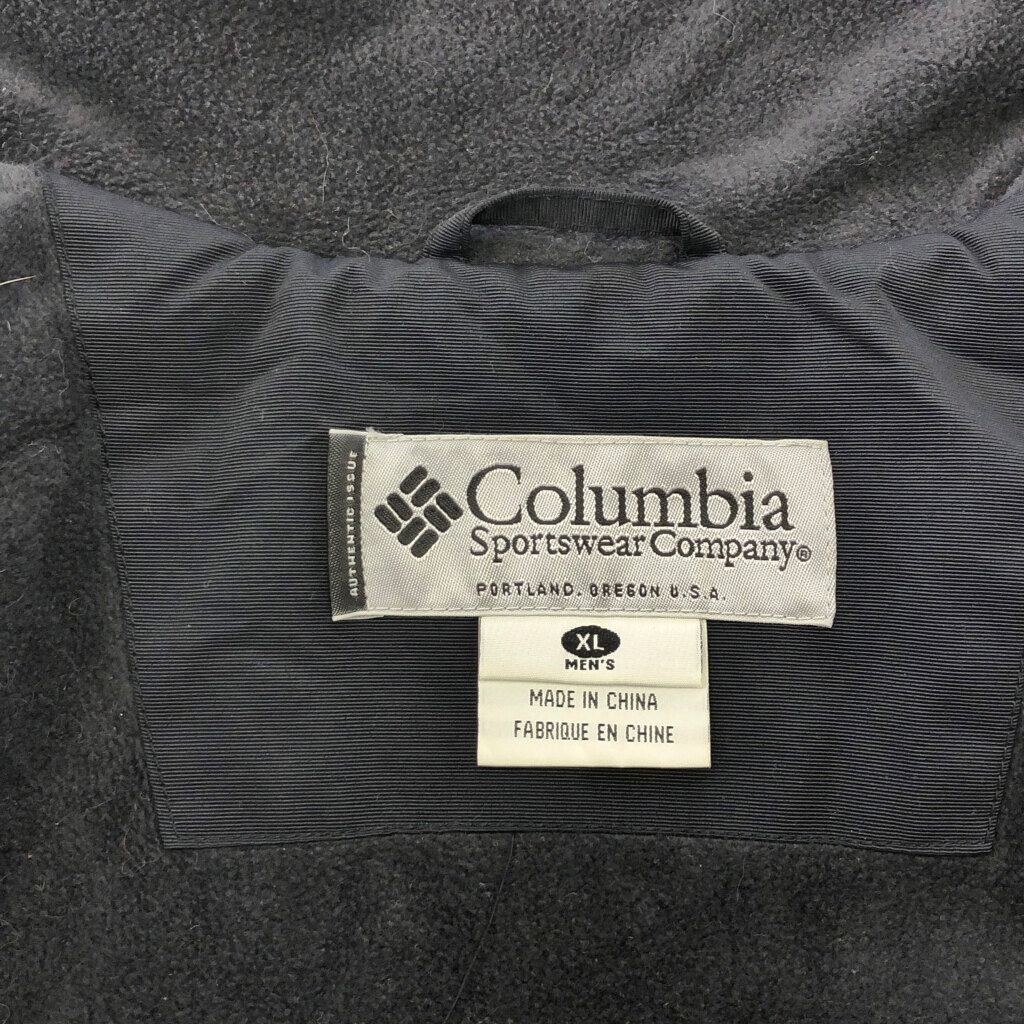 AUTHENTIC ISSUE
Columbia
Sportswear Company®
PORTLAND, OREGON U.S.A.
XL
MEN'S
MADE IN CHINA
FABRIQUE EN CHINE